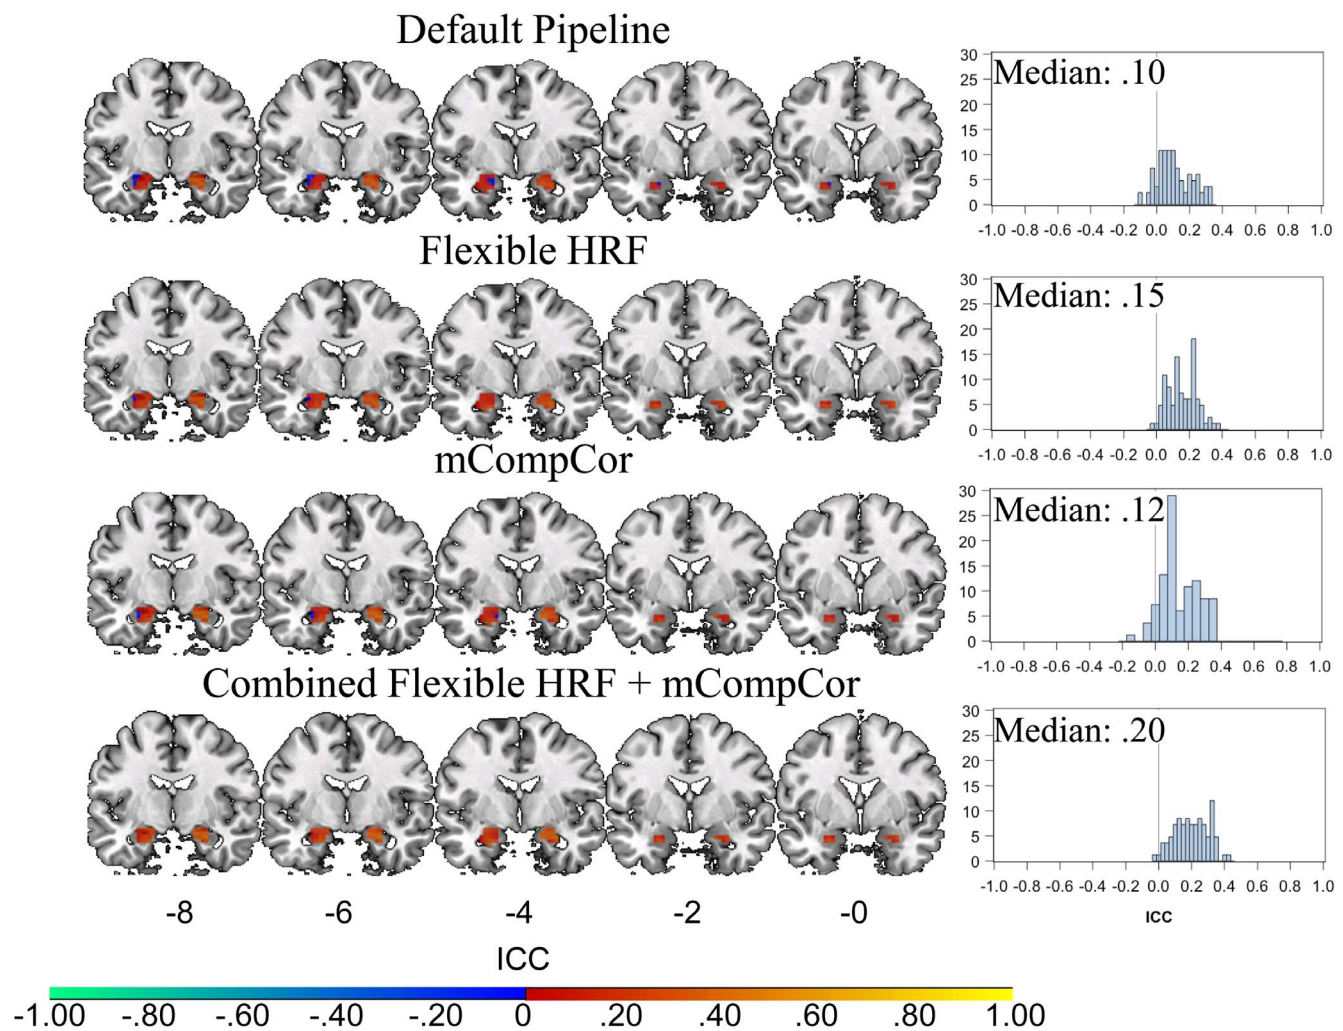 Default Pipeline
Median: .10
30
25
20
15
10
5
0
-1.0 -0.8 -0.6 -0.4 -0.2 0.0 0.2 0.4 0.6 0.8 1.0
Flexible HRF
Median: .15
30
25
20
15
10
5
0
-1.0 -0.8 -0.6 -0.4 -0.2 0.0 0.2 0.4 0.6 0.8 1.0
mCompCor
Median: .12
30
25
20
15
10
5
0
-1.0 -0.8 -0.6 -0.4 -0.2 0.0 0.2 0.4 0.6 0.8 1.0
Combined Flexible HRF + mCompCor
Median: .20
30
25
20
15
10
5
0
-1.0 -0.8 -0.6 -0.4 -0.2 0.0 0.2 0.4 0.6 0.8 1.0
ICC
-8 -6 -4 -2 -0
ICC
-1.00 -.80 -.60 -.40 -.20 0 .20 .40 .60 .80 1.00